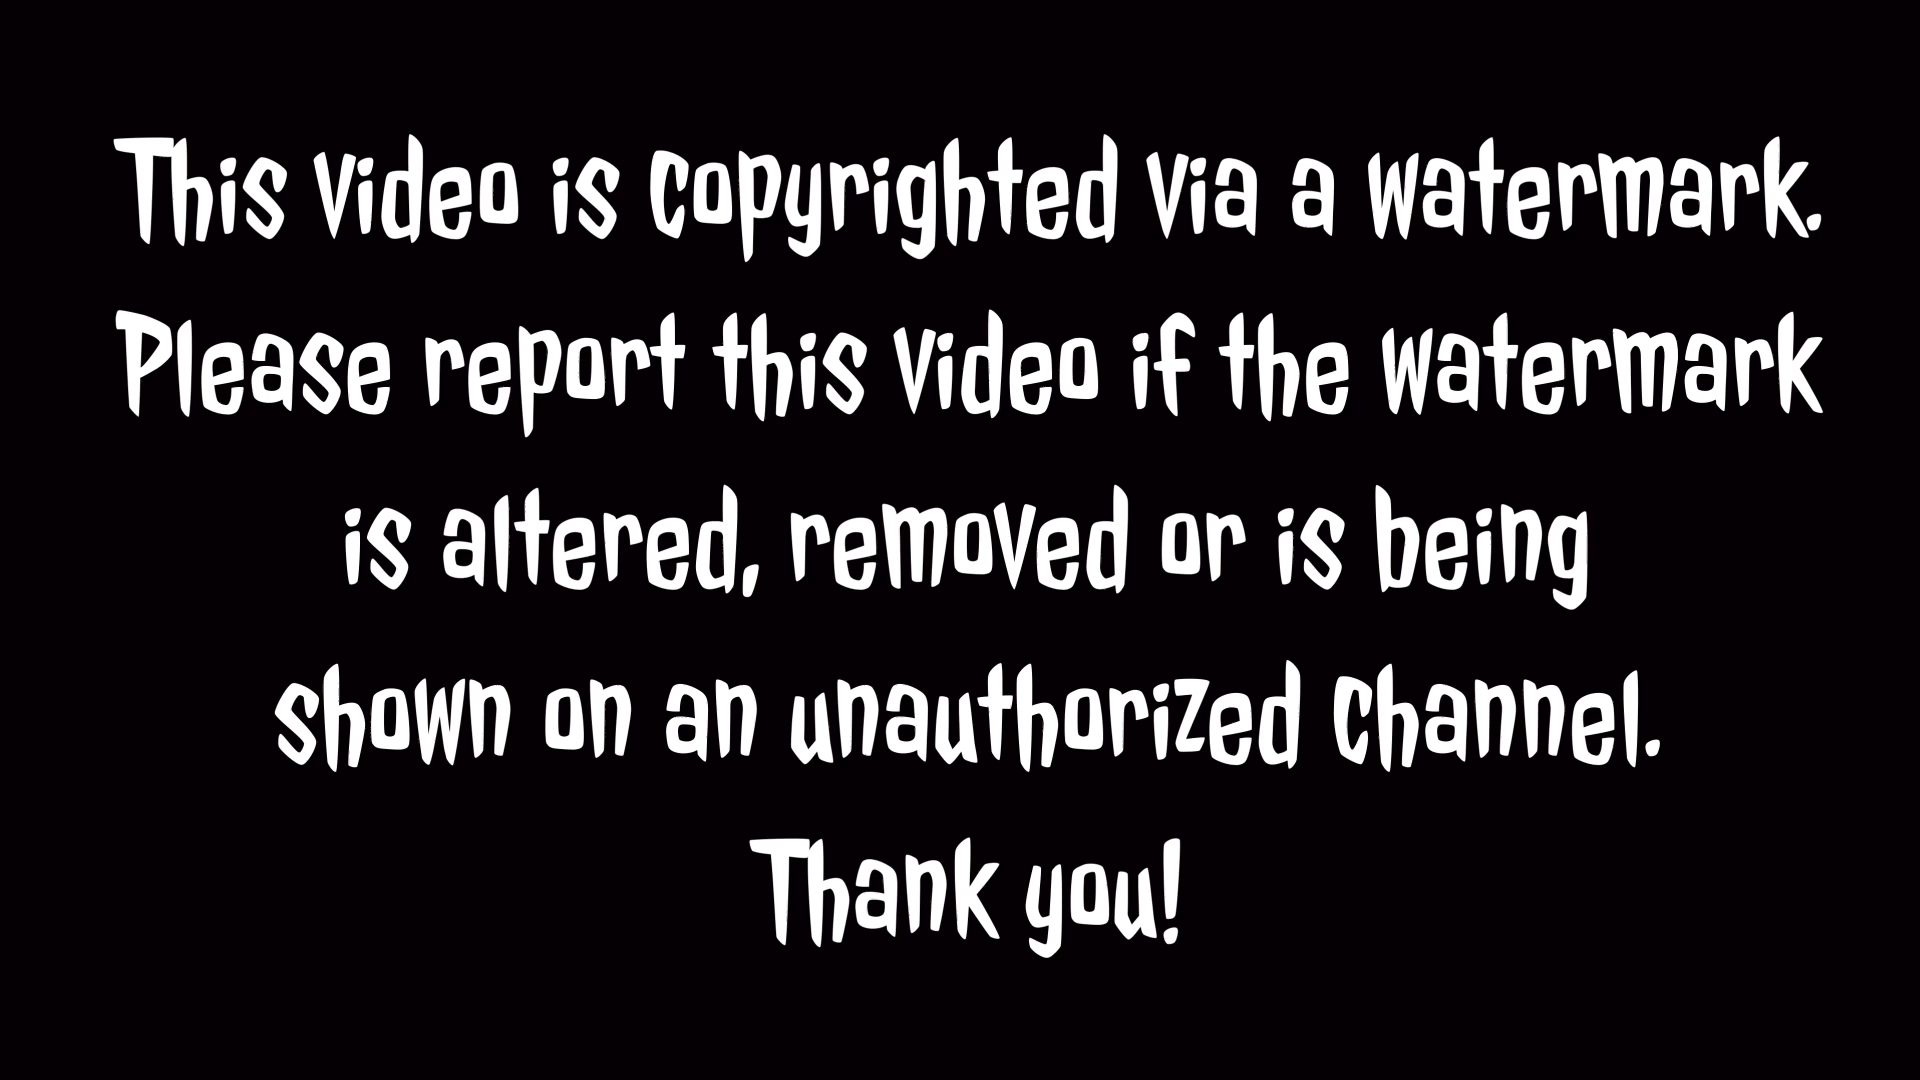 This video is copyrighted via a watermark.
Please report this video if the watermark
is altered, removed or is being
shown on an unauthorized channel.
Thank you!